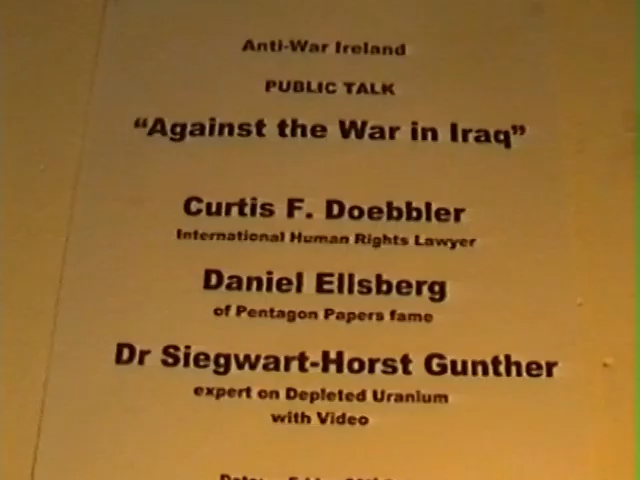 Anti-War Ireland
PUBLIC TALK
“Against the War in Iraq”
Curtis F. Doebbler
International Human Rights Lawyer
Daniel Ellsberg
of Pentagon Papers fame
Dr Siegwart-Horst Gunther
expert on Depleted Uranium
with Video